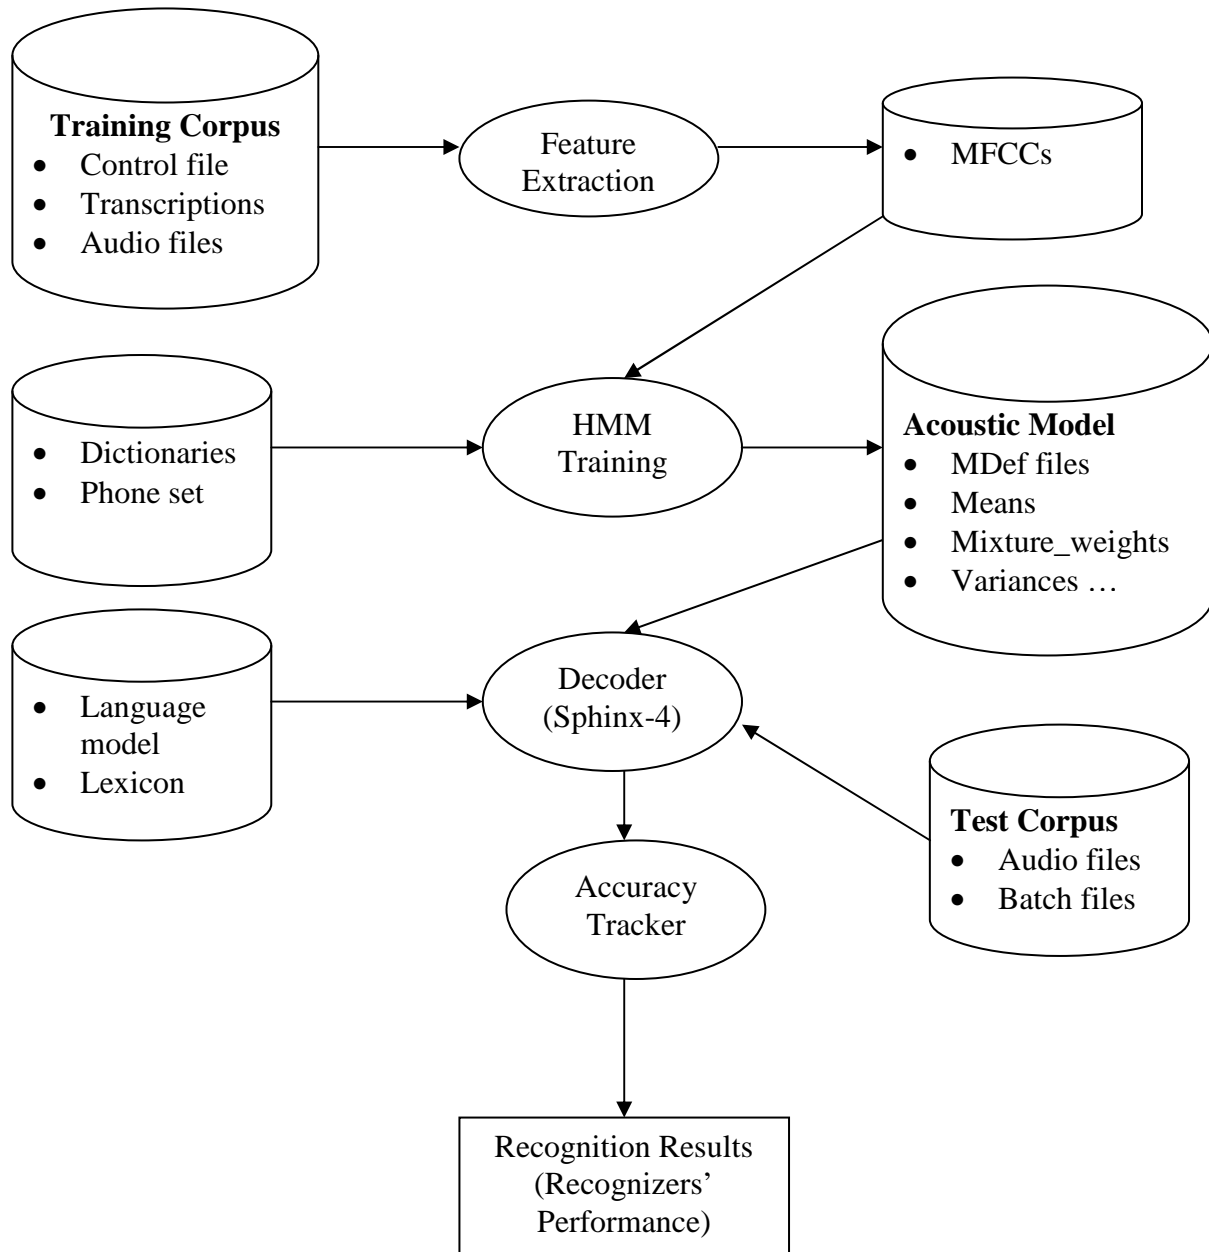 Training Corpus
• Control file
• Transcriptions
• Audio files
Feature
Extraction
• MFCCs
• Dictionaries
• Phone set
HMM
Training
Acoustic Model
• MDef files
• Means
• Mixture_weights
• Variances …
• Language
model
• Lexicon
Decoder
(Sphinx-4)
Test Corpus
• Audio files
• Batch files
Accuracy
Tracker
Recognition Results
(Recognizers’
Performance)